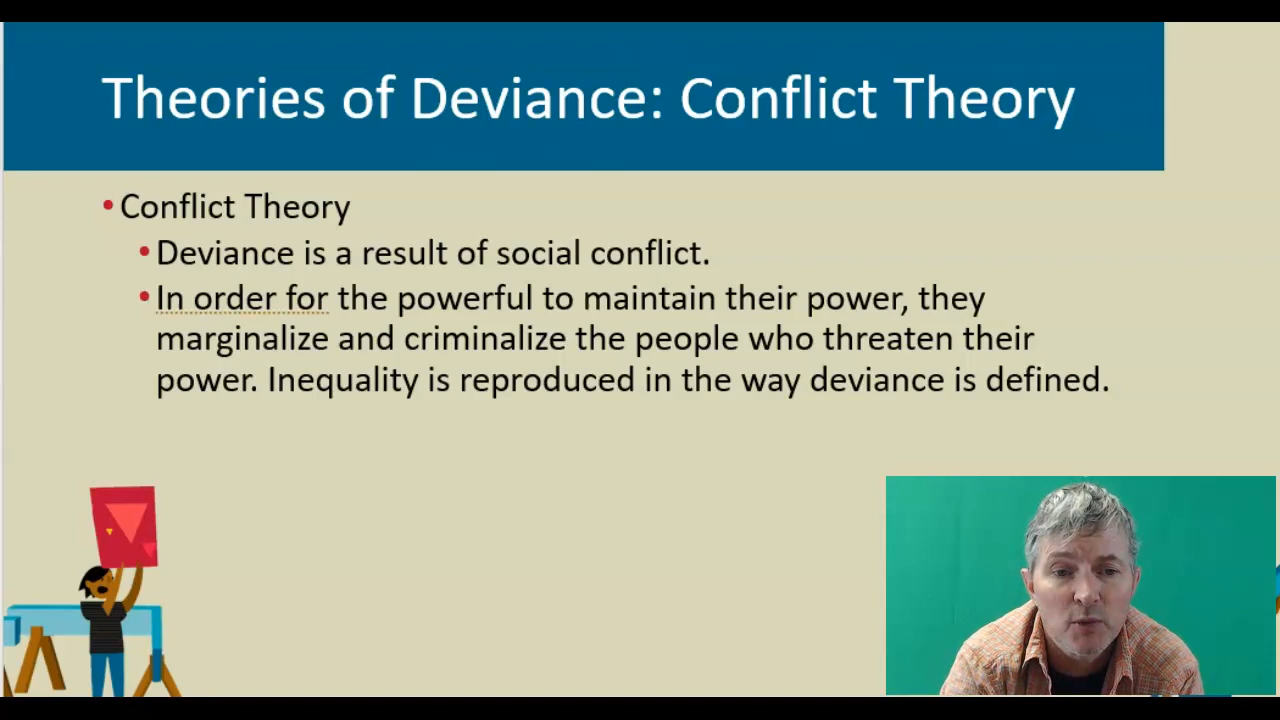 Theories of Deviance: Conflict Theory
• Conflict Theory
• Deviance is a result of social conflict.
• In order for the powerful to maintain their power, they
marginalize and criminalize the people who threaten their
power. Inequality is reproduced in the way deviance is defined.